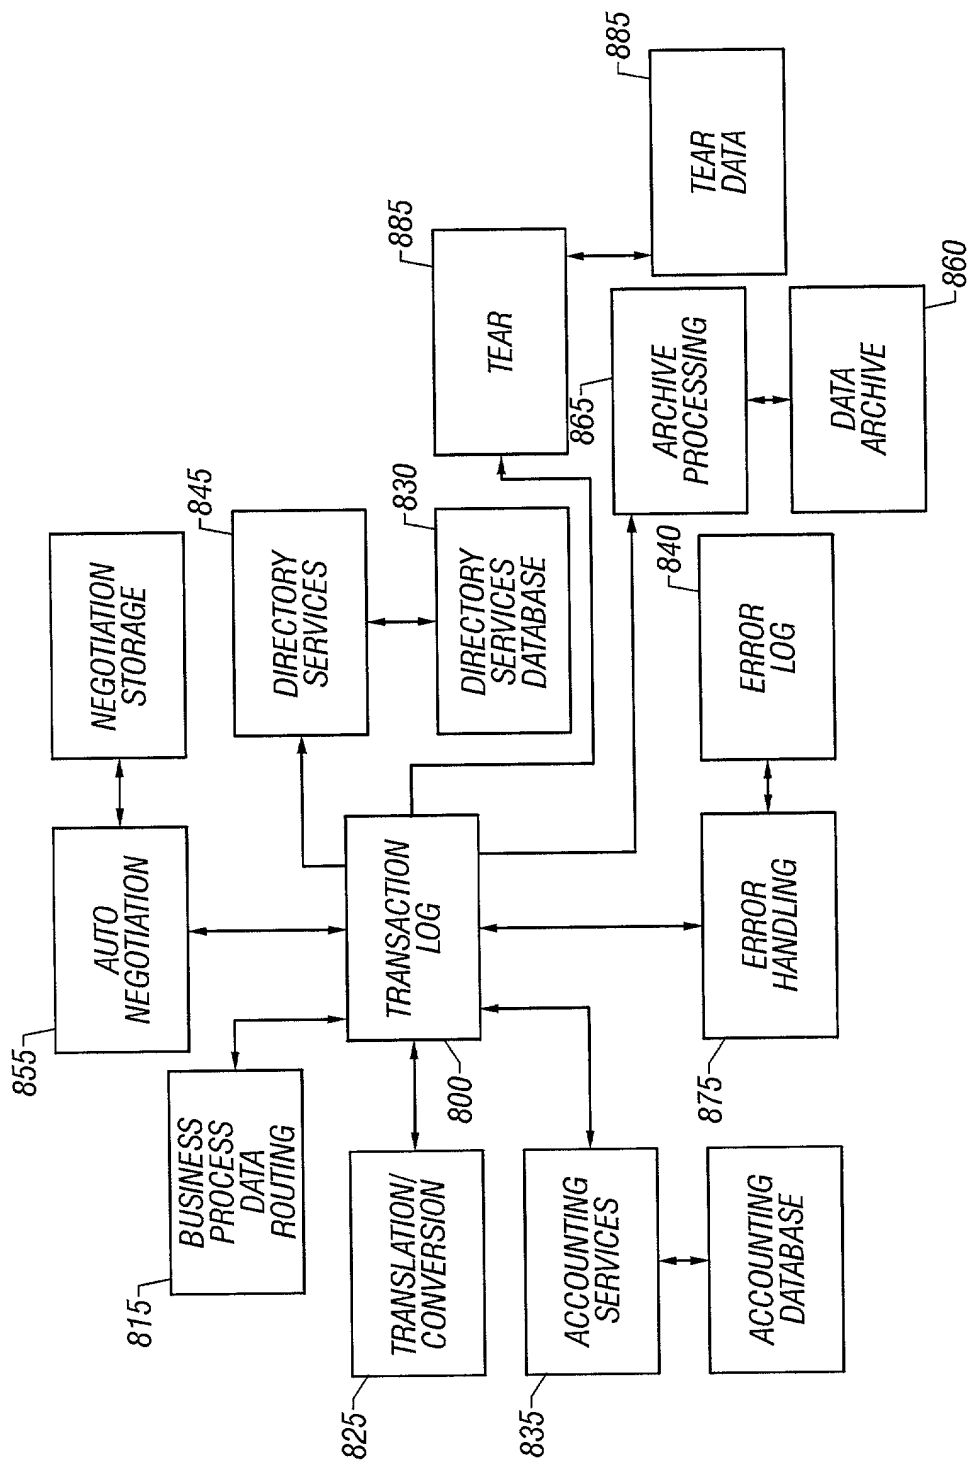 855
AUTO
NEGOTIATION
NEGOTIATION
STORAGE
815
BUSINESS
PROCESS
DATA
ROUTING
845
DIRECTORY
SERVICES
825
TRANSLATION/
CONVERSION
800
TRANSACTION
LOG
830
DIRECTORY
SERVICES
DATABASE
885
TEAR
835
ACCOUNTING
SERVICES
865
ARCHIVE
PROCESSING
885
TEAR
DATA
ACCOUNTING
DATABASE
875
ERROR
HANDLING
840
ERROR
LOG
860
DATA
ARCHIVE